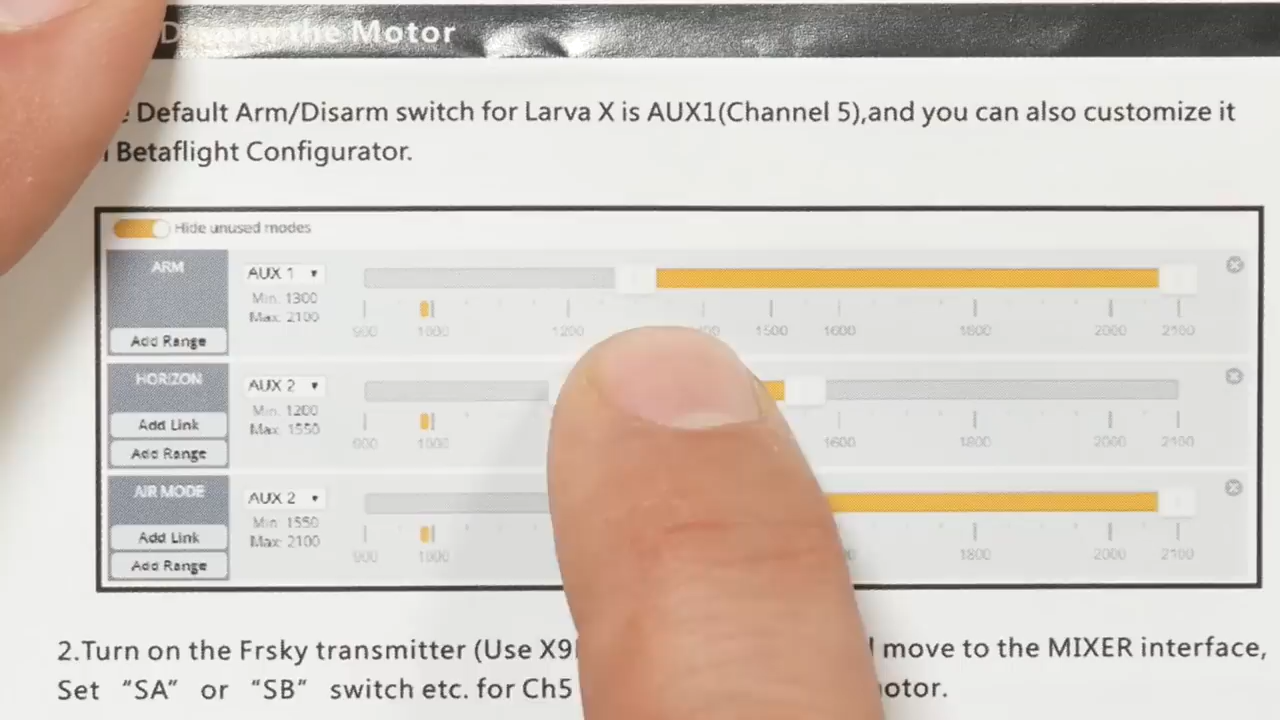 Disarm the Motor
Default Arm/Disarm switch for Larva X is AUX1(Channel 5),and you can also customize it
Betaflight Configurator.
Hide unused modes
ARM
AUX 1
Min: 1300
Max: 2100
Add Range
900 1000 1200 1500 1600 1800 2000 2100
HORIZON
AUX 2
Min: 1200
Max: 1550
Add Link
Add Range
900 1000 1600 1800 2000 2100
AIR MODE
AUX 2
Min: 1550
Max: 2100
Add Link
Add Range
900 1000 1800 2000 2100
2.Turn on the Frsky transmitter (Use X9 move to the MIXER interface,
Set “SA” or “SB” switch etc. for Ch5